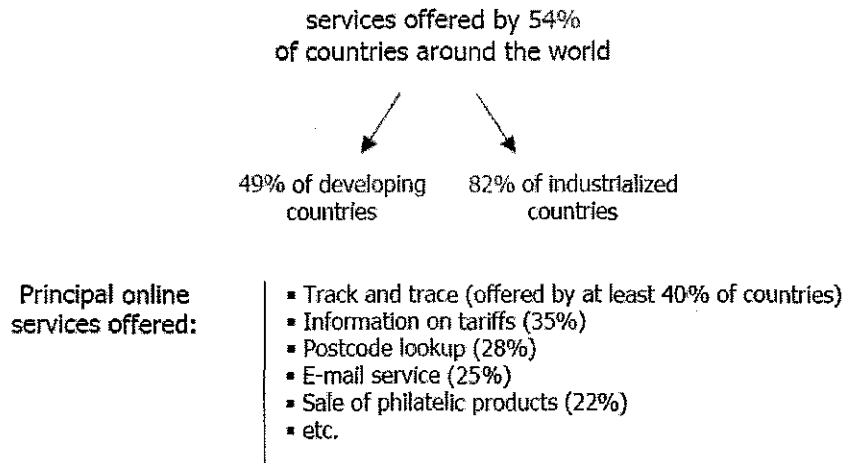 services offered by 54%
of countries around the world
49% of developing
countries
82% of industrialized
countries
Principal online
services offered:
▪ Track and trace (offered by at least 40% of countries)
▪ Information on tariffs (35%)
▪ Postcode lookup (28%)
▪ E-mail service (25%)
▪ Sale of philatelic products (22%)
▪ etc.